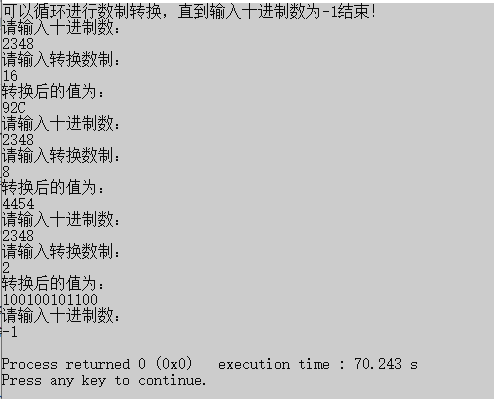 可以循环进行数制转换，直到输入十进制数为-1结束!
请输入十进制数：
2348
请输入转换数制：
16
转换后的值为：
92C
请输入十进制数：
2348
请输入转换数制：
8
转换后的值为：
4454
请输入十进制数：
2348
请输入转换数制：
2
转换后的值为：
100100101100
请输入十进制数：
-1
Process returned 0 (0x0)   execution time : 70.243 s
Press any key to continue.